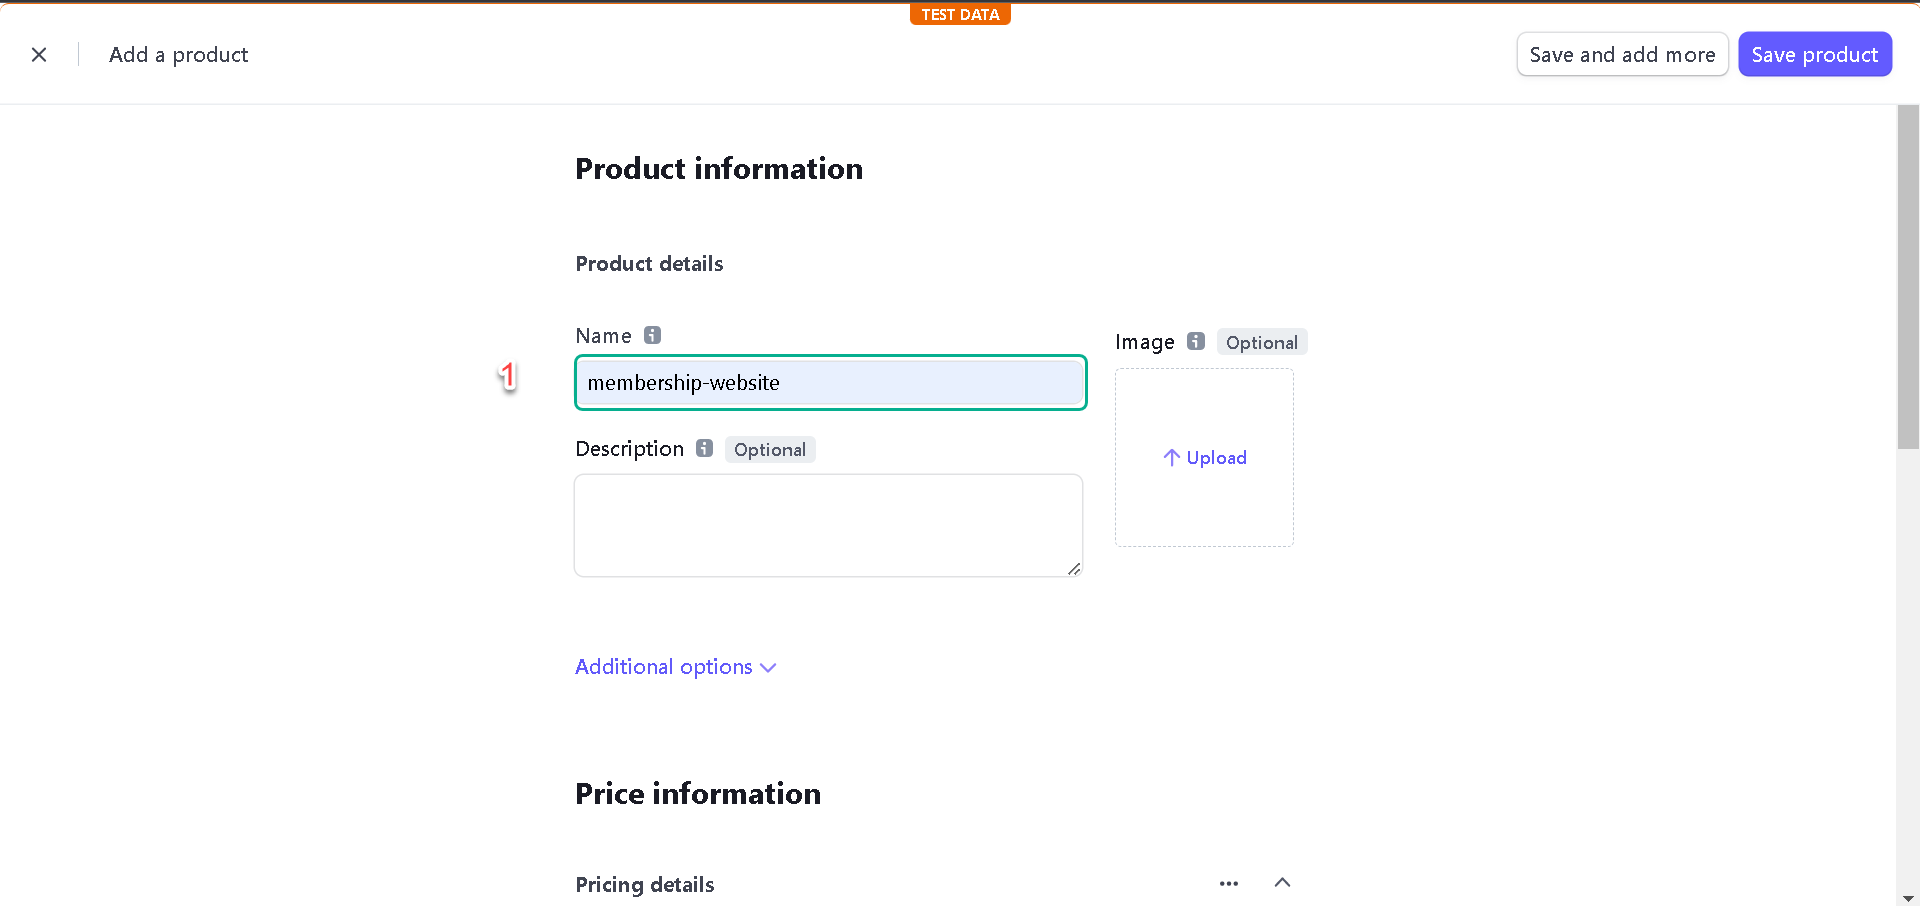 TEST DATA
Add a product
Save and add more
Save product
Product information
Product details
Name
Image Optional
1
membership-website
Description Optional
Upload
Additional options
Price information
Pricing details